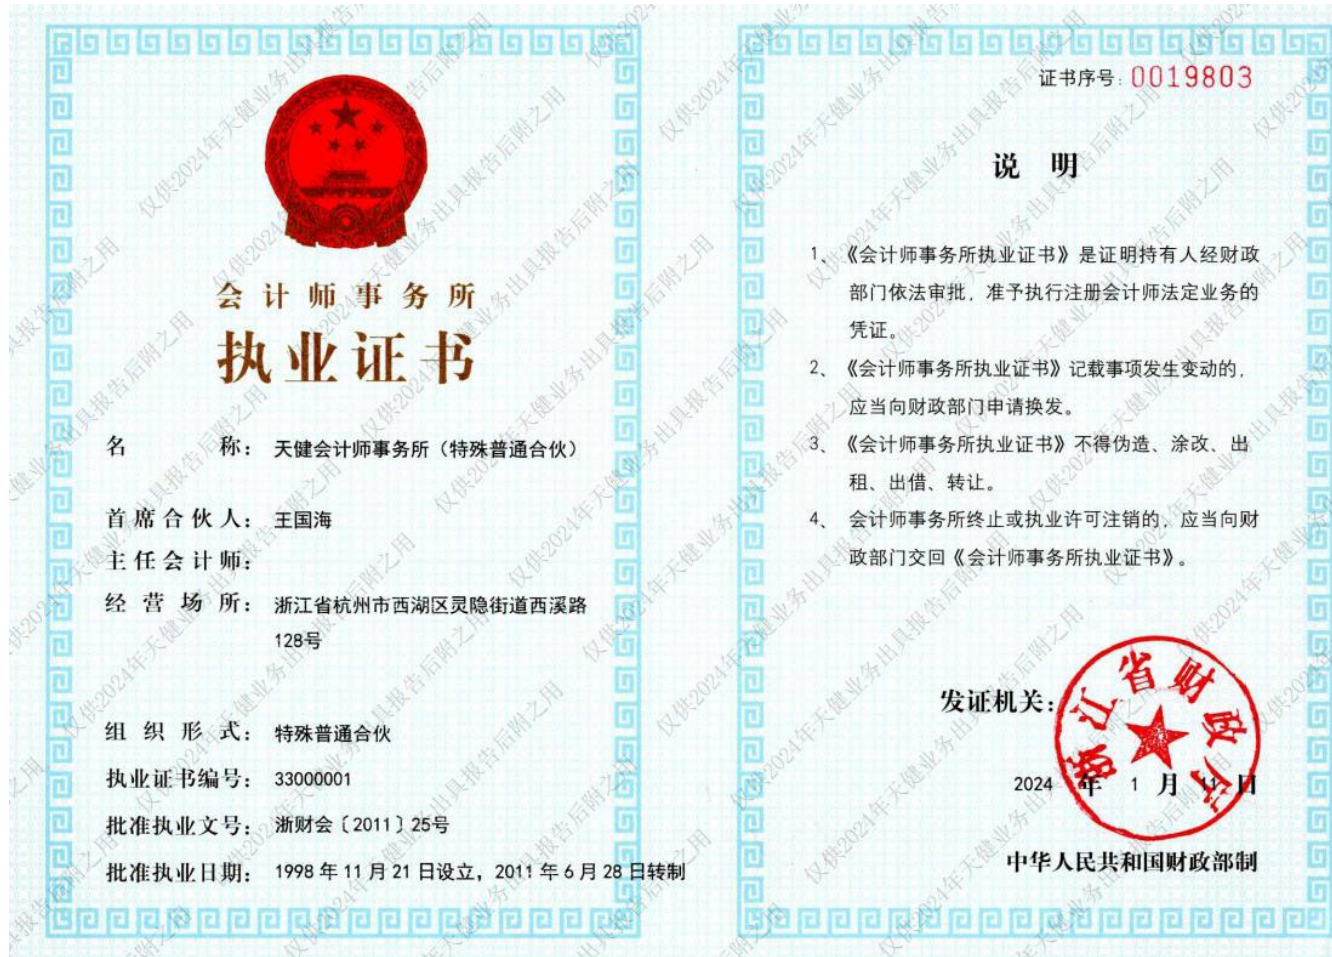 会计师事务所
执业证书
名称：天健会计师事务所（特殊普通合伙）
首席合伙人：王国海
主任会计师：
经营场所：浙江省杭州市西湖区灵隐街道西溪路
128号
组织形式：特殊普通合伙
执业证书编号：33000001
批准执业文号：浙财会〔2011〕25号
批准执业日期：1998年11月21日设立，2011年6月28日转制
证书序号：0019803
说明
1、《会计师事务所执业证书》是证明持有人经财政
部门依法审批，准予执行注册会计师法定业务的
凭证。
2、《会计师事务所执业证书》记载事项发生变动的，
应当向财政部门申请换发。
3、《会计师事务所执业证书》不得伪造、涂改、出
租、出借、转让。
4、会计师事务所终止或执业许可注销的，应当向财
政部门交回《会计师事务所执业证书》。
发证机关：
浙江省财政厅
2024年1月11日
中华人民共和国财政部制
仅供2024年天健业务出具报告后附之用